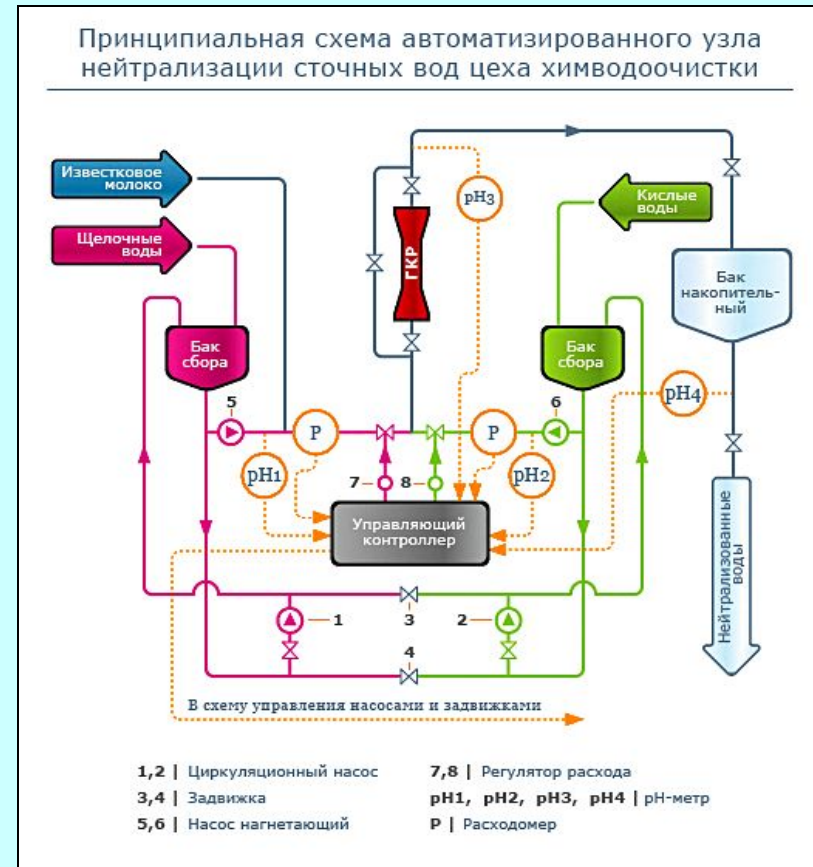 Принципиальная схема автоматизированного узла
нейтрализации сточных вод цеха химводоочистки
Известковое
молоко
Щелочные
воды
pH3
Кислые
воды
ГКР
Бак
накопитель-
ный
Бак
сбора
Бак
сбора
5
6
pH4
P
P
pH1
7
8
pH2
Управляющий
контроллер
Нейтрализованные
воды
1
3
2
4
В схему управления насосами и задвижками
1,2 | Циркуляционный насос
3,4 | Задвижка
5,6 | Насос нагнетающий
7,8 | Регулятор расхода
pH1, pH2, pH3, pH4 | pH-метр
P | Расходомер